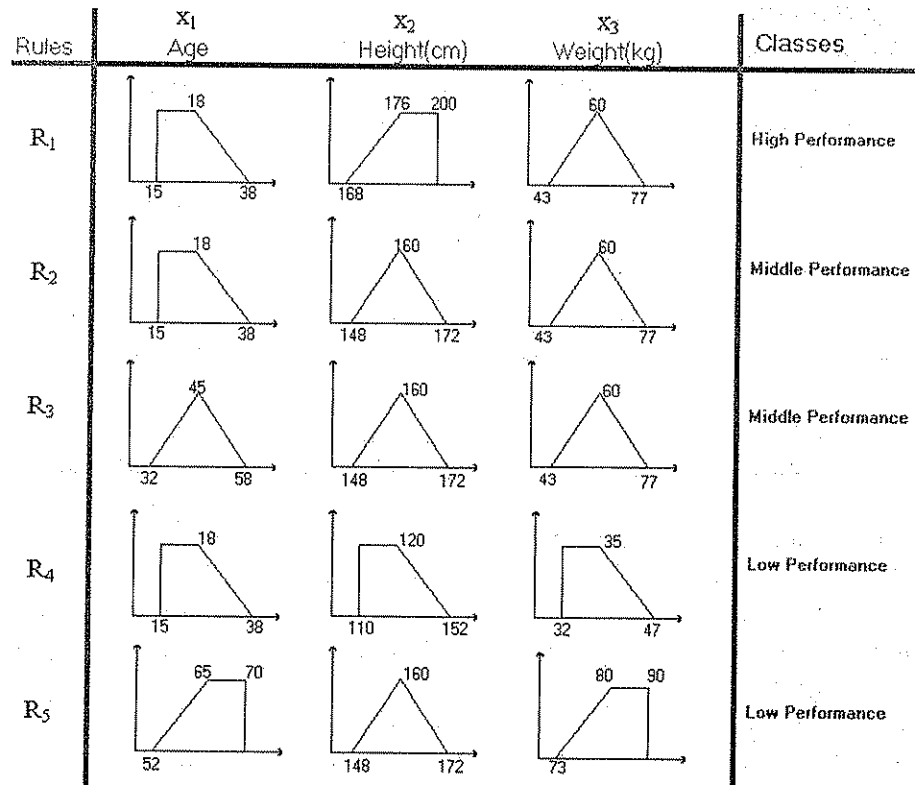 x₁ x₂ x₃
Rules Age Height(cm) Weight(kg) Classes
18 176 200 60
R₁ High Performance
15 38 168 43 77
18 160 60
R₂ Middle Performance
15 38 148 172 43 77
45 160 60
R₃ Middle Performance
32 58 148 172 43 77
18 120 35
R₄ Low Performance
15 38 110 152 32 47
65 70 160 80 90
R₅ Low Performance
52 148 172 73